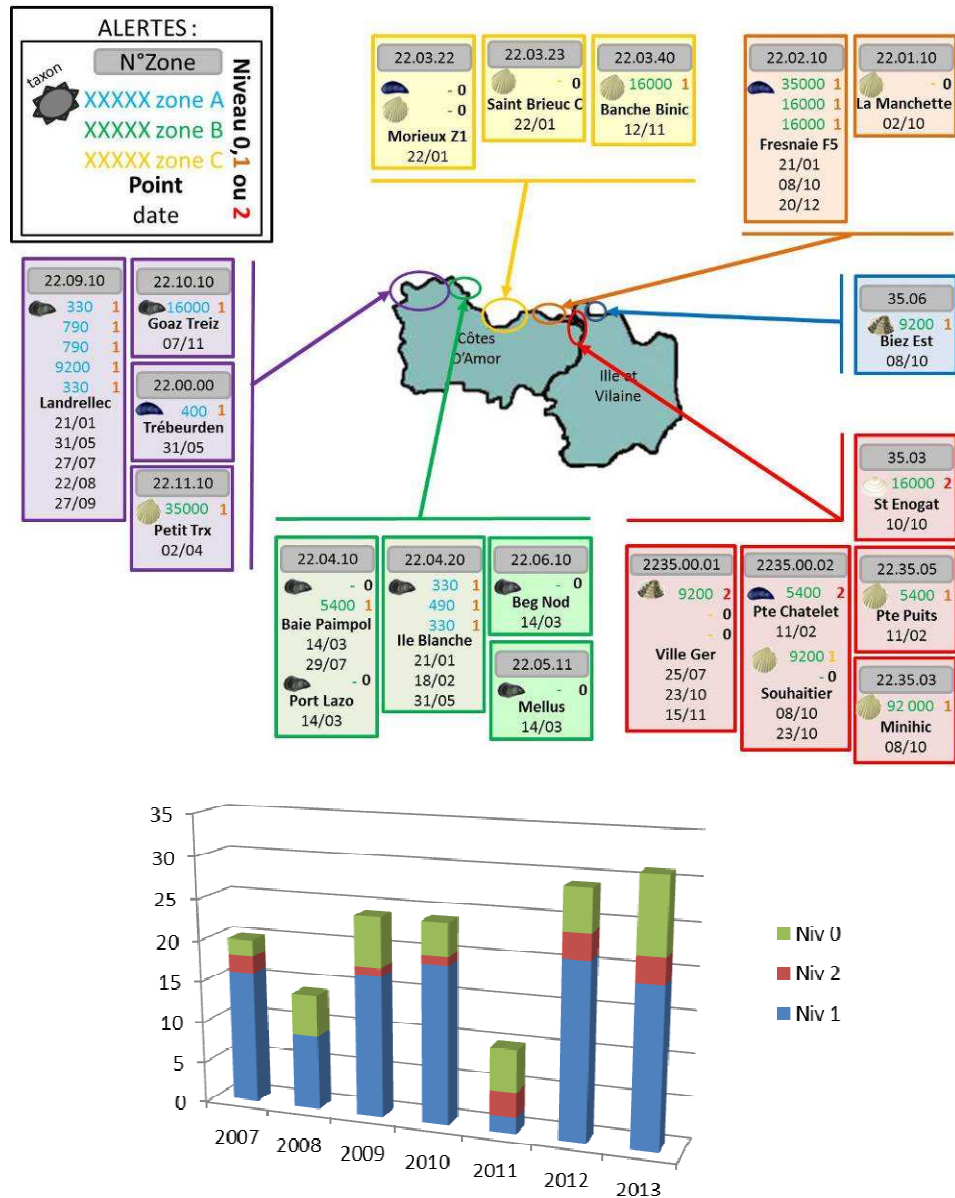 ALERTES :
N°Zone
taxon
XXXXX zone A
XXXXX zone B
XXXXX zone C
Point
date
Niveau 0,1 ou 2
22.03.22
- 0
- 0
Morieux Z1
22/01
22.03.23
- 0
Saint Brieuc C
22/01
22.03.40
16000 1
Banche Binic
12/11
22.02.10
35000 1
16000 1
16000 1
Fresnaie F5
21/01
08/10
20/12
22.01.10
- 0
La Manchette
02/10
22.09.10
330 1
790 1
790 1
9200 1
330 1
Landrellec
21/01
31/05
27/07
22/08
27/09
22.10.10
16000 1
Goaz Treiz
07/11
22.00.00
400 1
Trébeurden
31/05
22.11.10
35000 1
Petit Trx
02/04
Côtes
D'Amor
Ille et
Vilaine
35.06
9200 1
Biez Est
08/10
35.03
16000 2
St Enogat
10/10
22.04.10
- 0
5400 1
Baie Paimpol
14/03
29/07
- 0
Port Lazo
14/03
22.04.20
330 1
490 1
330 1
Ile Blanche
21/01
18/02
31/05
22.06.10
- 0
Beg Nod
14/03
22.05.11
- 0
Mellus
14/03
2235.00.01
9200 2
- 0
- 0
Ville Ger
25/07
23/10
15/11
2235.00.02
5400 2
Pte Chatelet
11/02
9200 1
- 0
Souhaitier
08/10
23/10
22.35.05
5400 1
Pte Puits
11/02
22.35.03
92 000 1
Minihic
08/10
35
30
25
20
15
10
5
0
2007
2008
2009
2010
2011
2012
2013
Niv 0
Niv 2
Niv 1